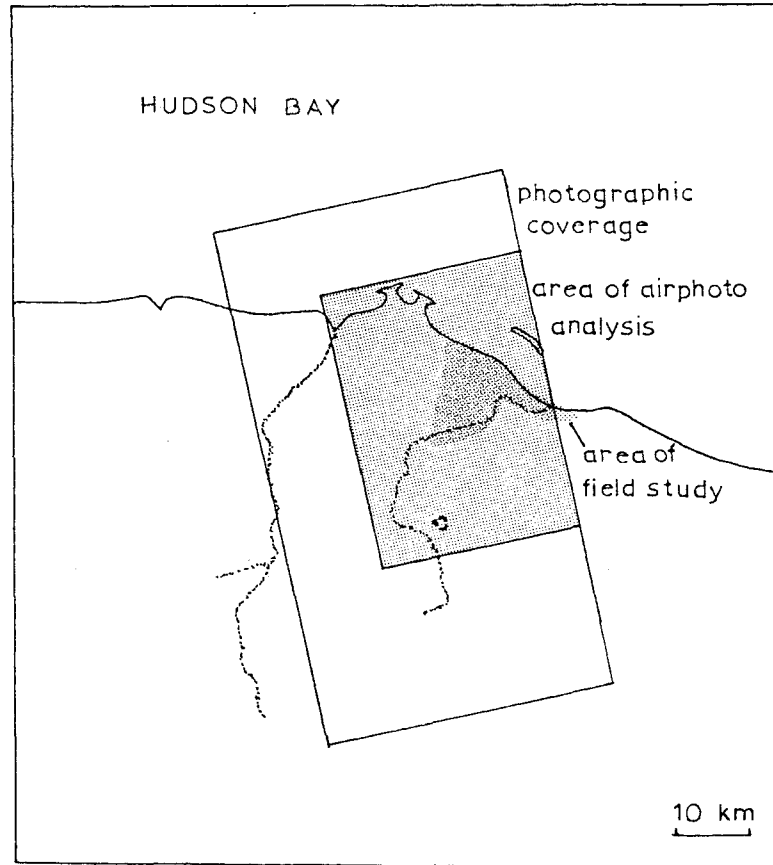 HUDSON BAY
photographic
coverage
area of airphoto
analysis
area of
field study
10 km